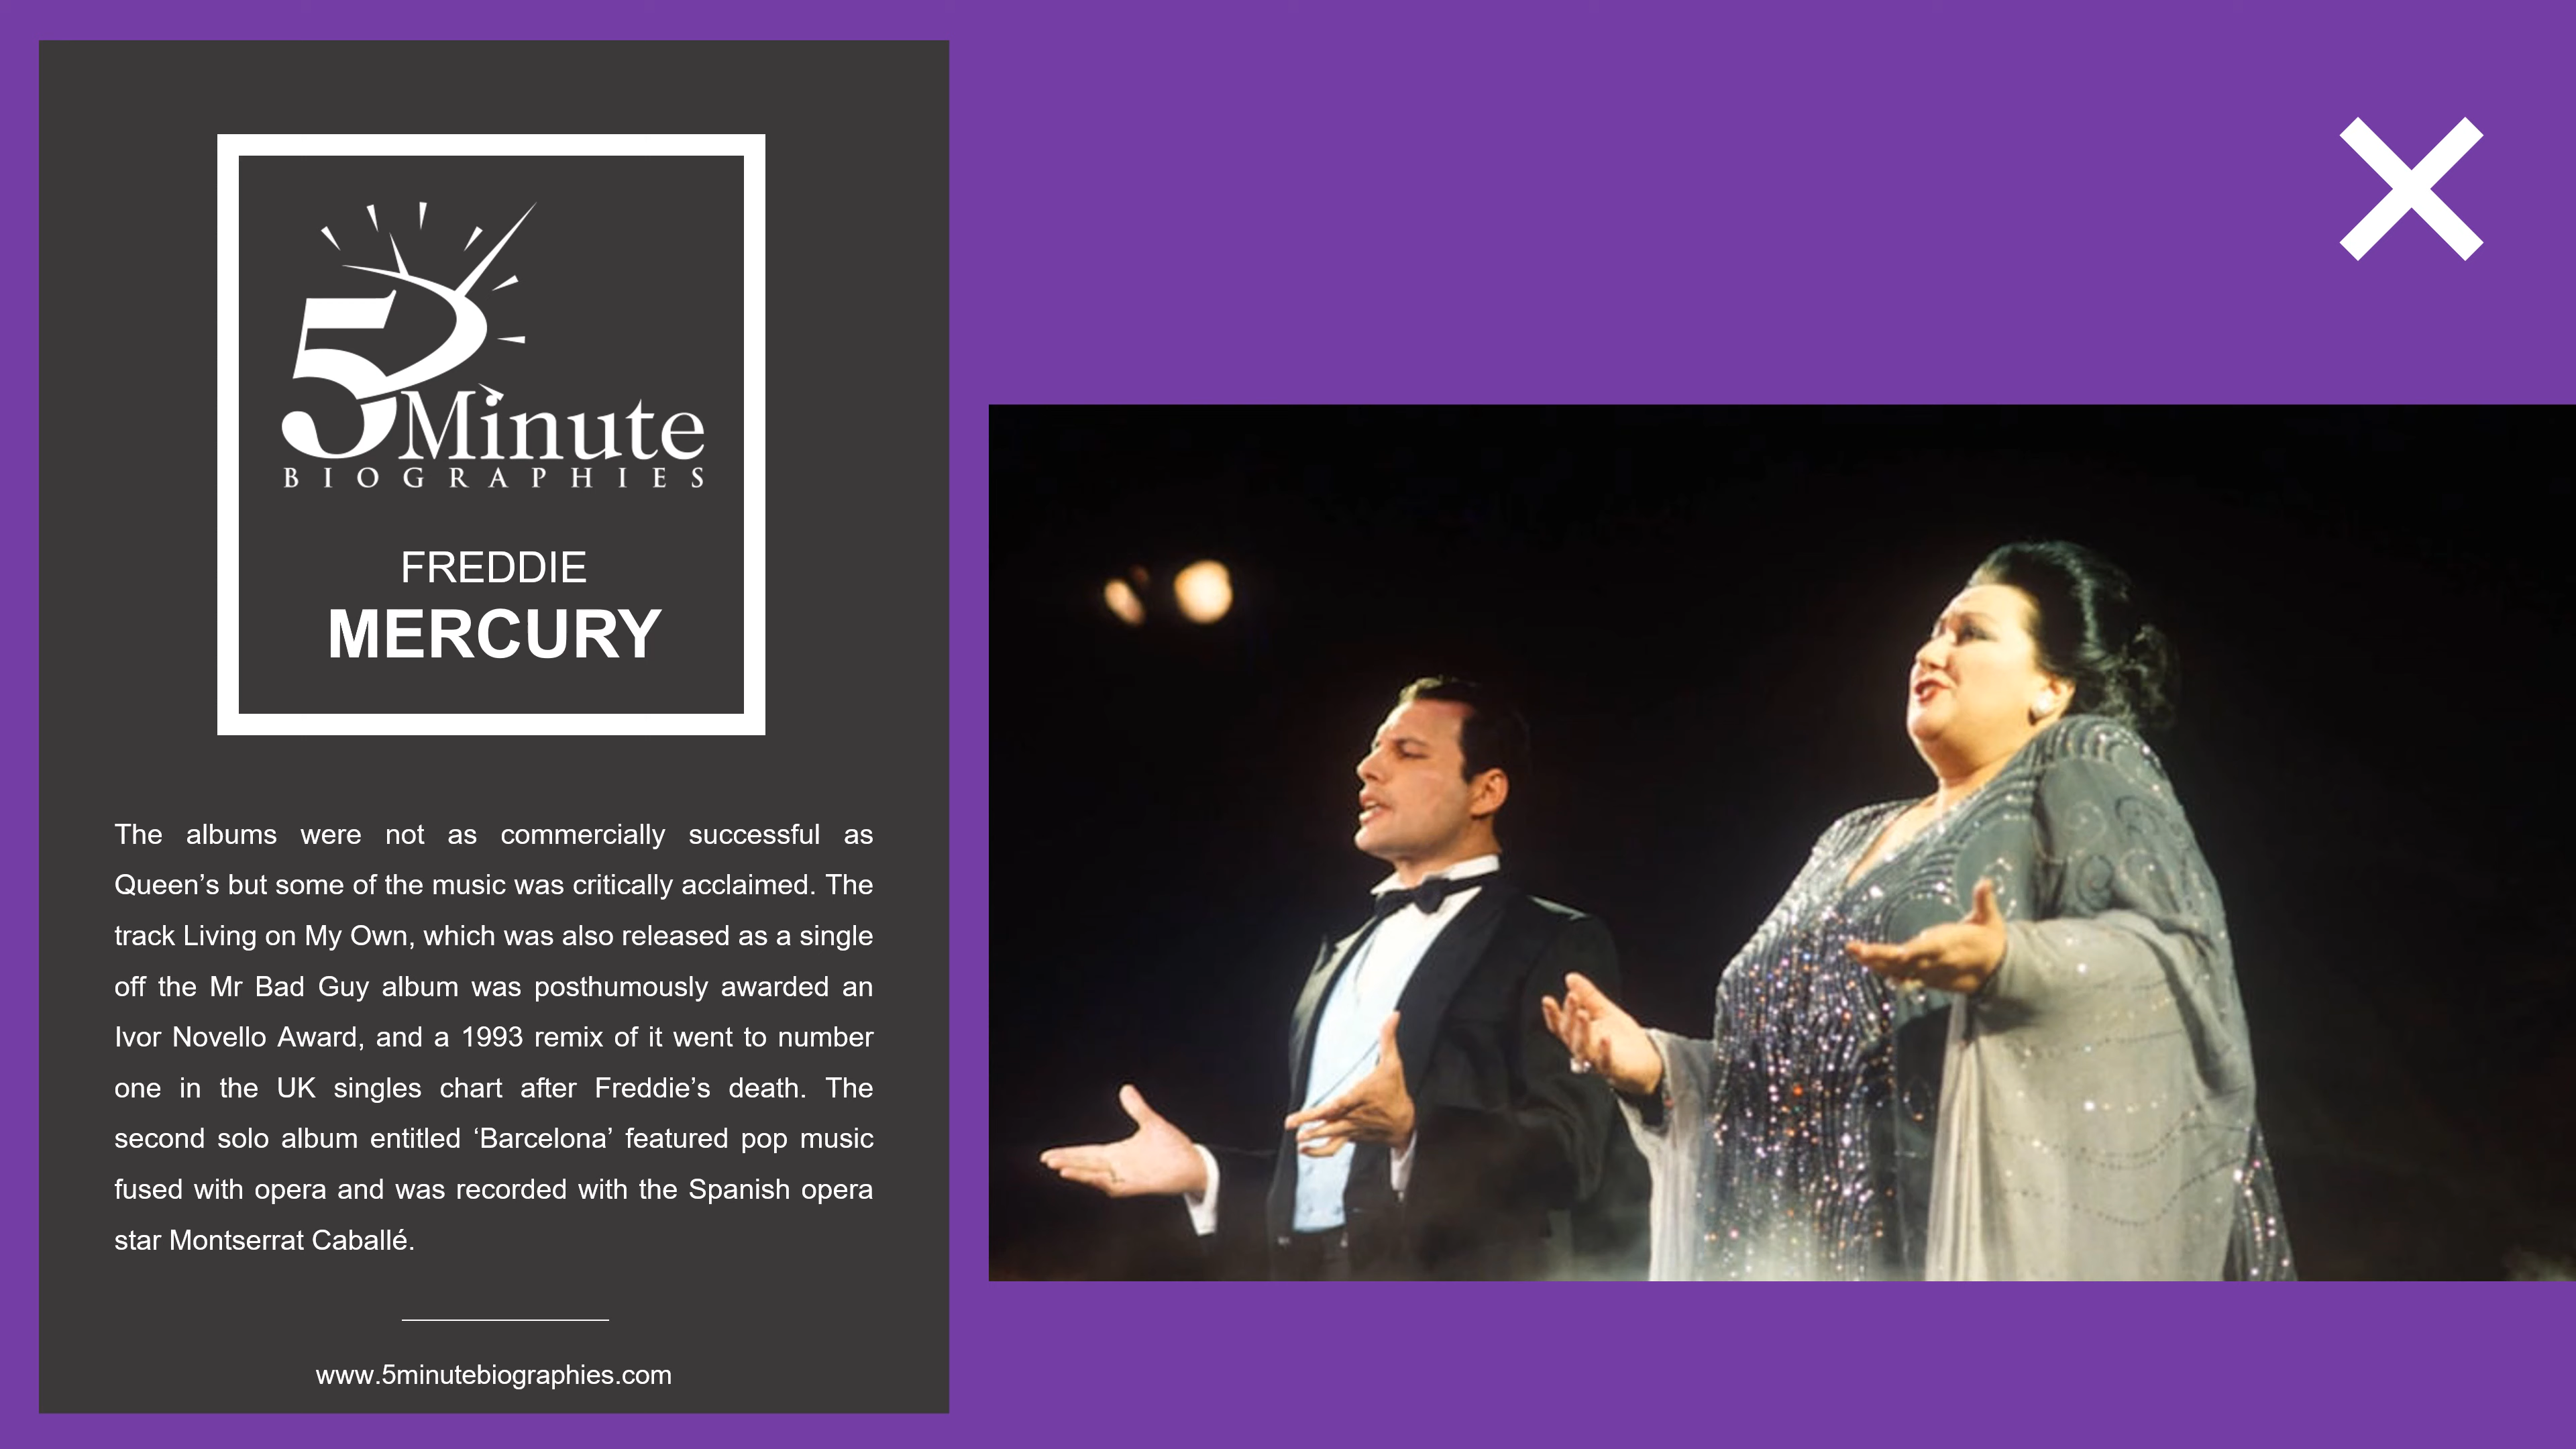 5 Minute
BIOGRAPHIES
FREDDIE
MERCURY
The albums were not as commercially successful as
Queen’s but some of the music was critically acclaimed. The
track Living on My Own, which was also released as a single
off the Mr Bad Guy album was posthumously awarded an
Ivor Novello Award, and a 1993 remix of it went to number
one in the UK singles chart after Freddie’s death. The
second solo album entitled ‘Barcelona’ featured pop music
fused with opera and was recorded with the Spanish opera
star Montserrat Caballé.
www.5minutebiographies.com